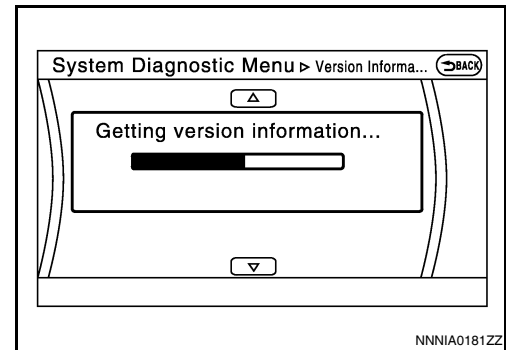 System Diagnostic Menu ▷ Version Informa... BACK
Getting version information...
NNNIA0181ZZ